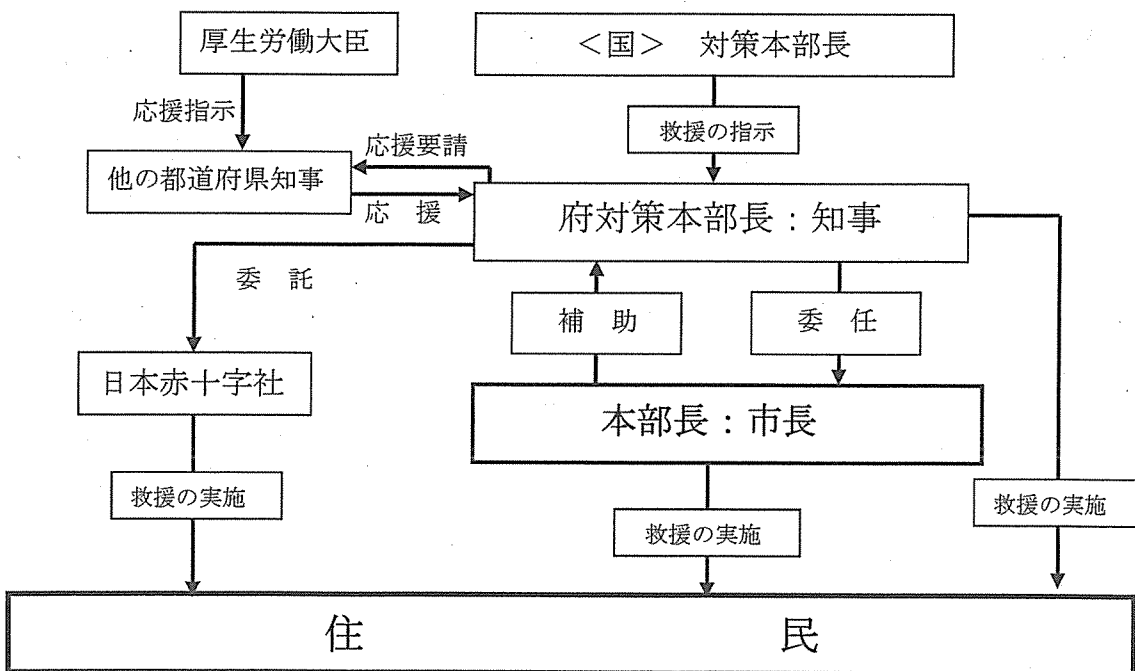 厚生労働大臣
<国>　対策本部長
応援指示
救援の指示
応援要請
他の都道府県知事
応　援
府対策本部長：知事
委　託
補　助
委　任
日本赤十字社
本部長：市長
救援の実施
救援の実施
救援の実施
住　民